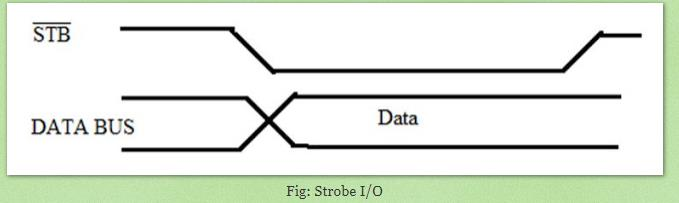 STB
DATA BUS
Data
Fig: Strobe I/O